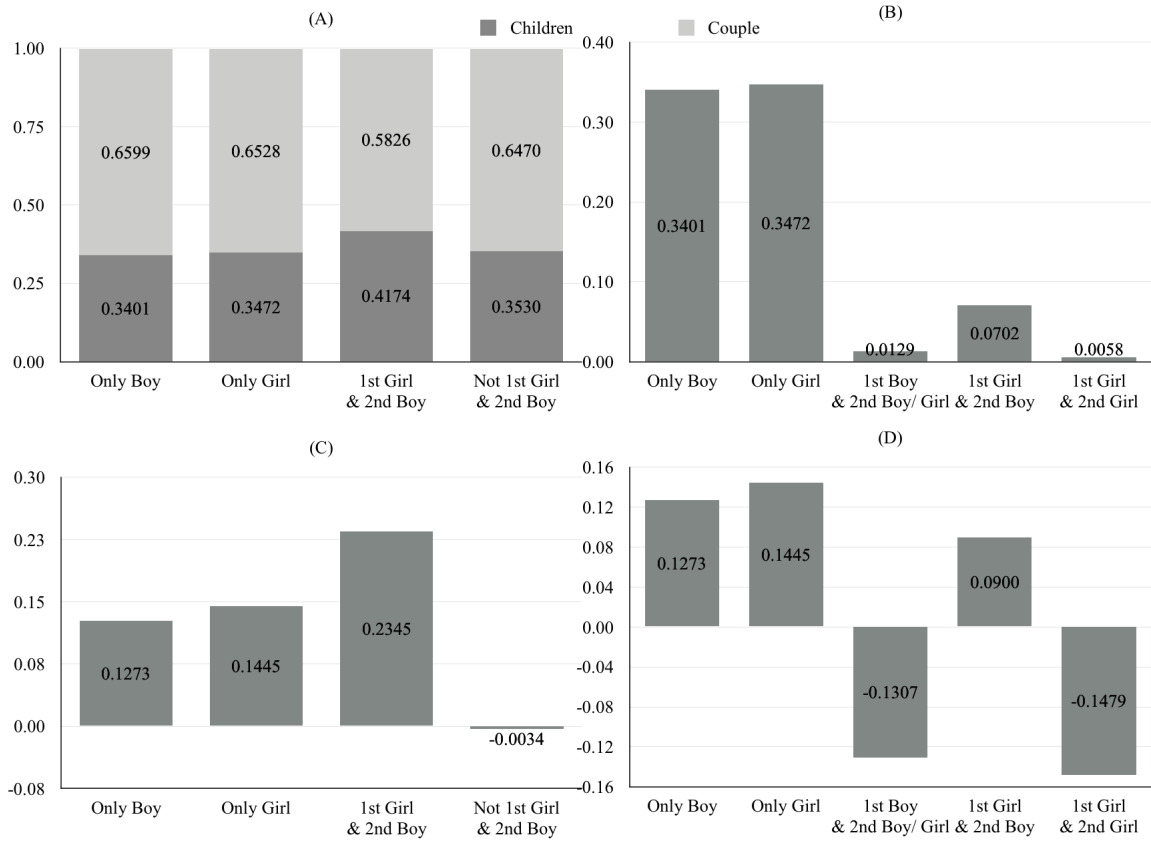 (A)
Children
Couple
1.00
0.75
0.50
0.25
0.00
0.6599
0.6528
0.5826
0.6470
0.3401
0.3472
0.4174
0.3530
Only Boy
Only Girl
1st Girl
& 2nd Boy
Not 1st Girl
& 2nd Boy
(B)
0.40
0.30
0.20
0.10
0.00
0.3401
0.3472
0.0129
0.0702
0.0058
Only Boy
Only Girl
1st Boy
& 2nd Boy/ Girl
1st Girl
& 2nd Boy
1st Girl
& 2nd Girl
(C)
0.30
0.23
0.15
0.08
0.00
-0.08
0.1273
0.1445
0.2345
-0.0034
Only Boy
Only Girl
1st Girl
& 2nd Boy
Not 1st Girl
& 2nd Boy
(D)
0.16
0.12
0.08
0.04
0.00
-0.04
-0.08
-0.12
-0.16
0.1273
0.1445
-0.1307
0.0900
-0.1479
Only Boy
Only Girl
1st Boy
& 2nd Boy/ Girl
1st Girl
& 2nd Boy
1st Girl
& 2nd Girl